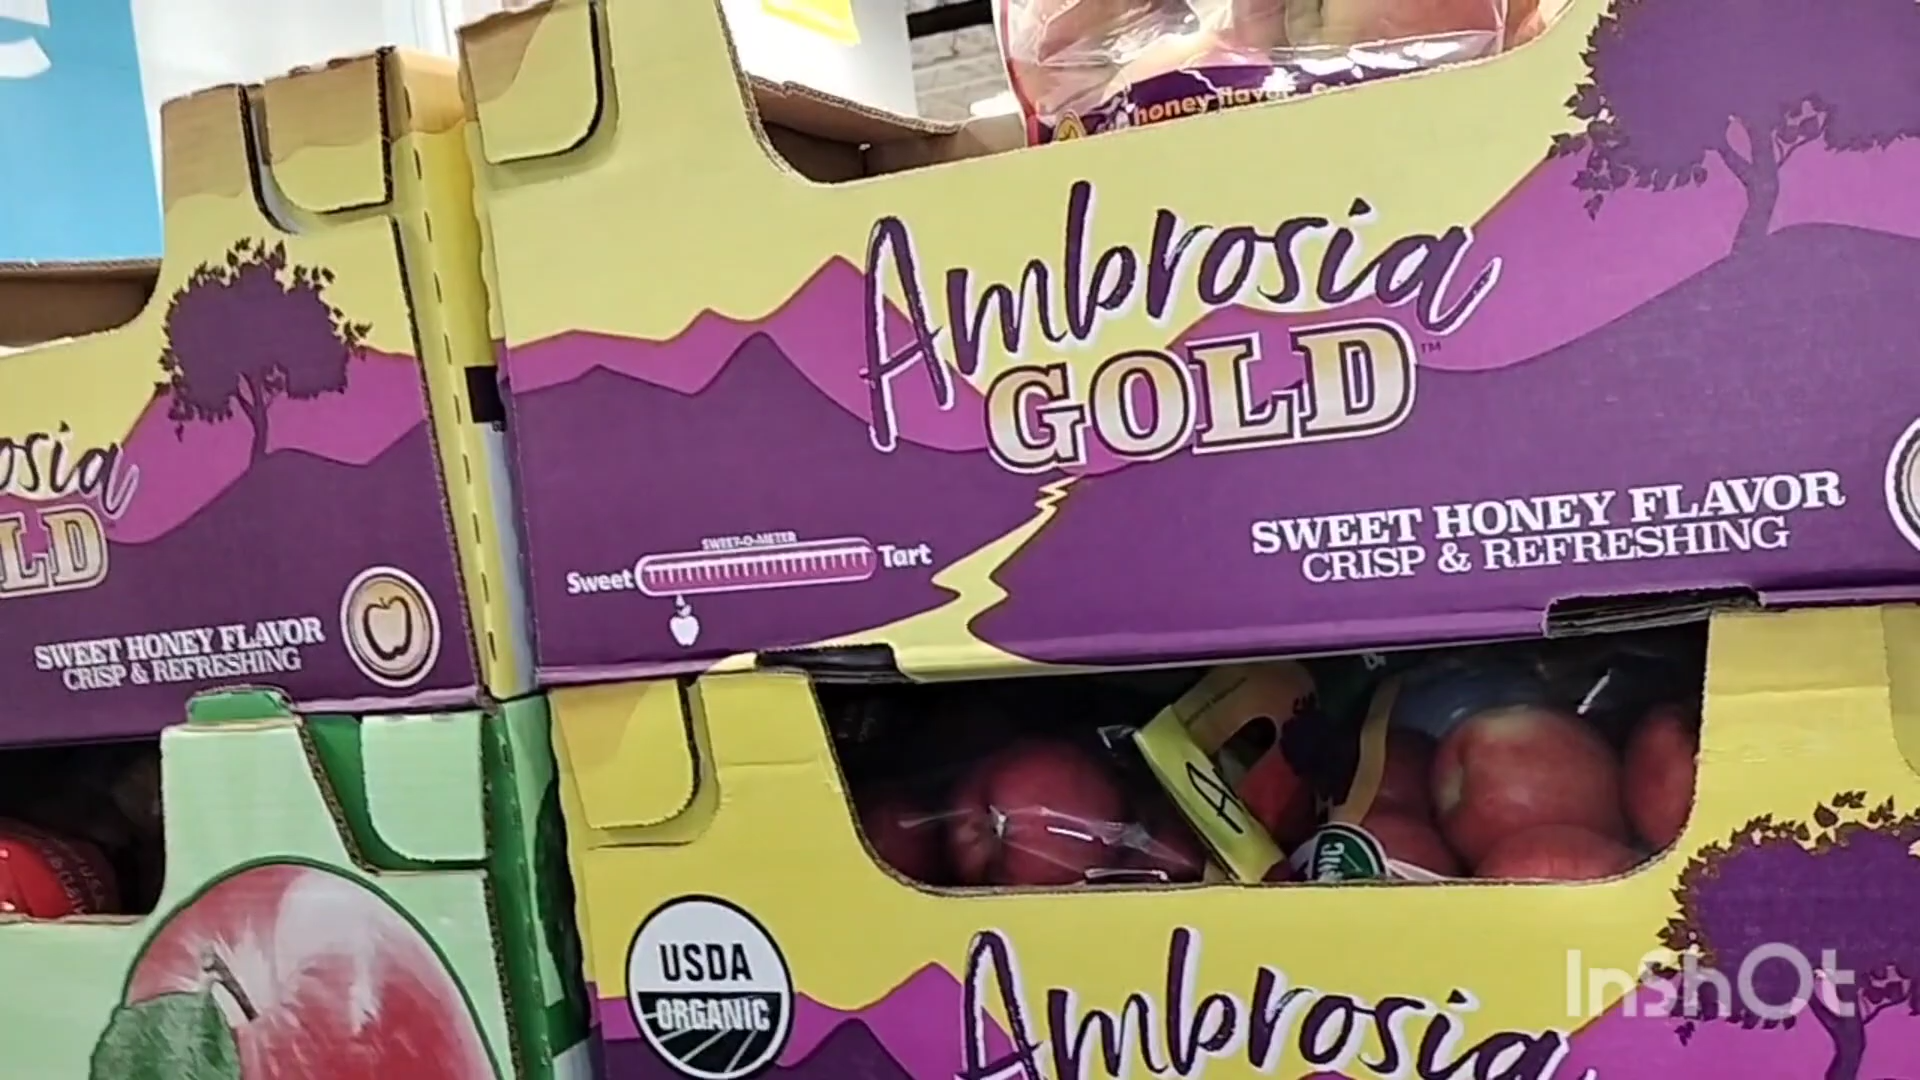 honey flavor
Ambrosia
GOLD™
SWEET HONEY FLAVOR
CRISP & REFRESHING
SWEET-O-METER
Sweet
Tart
osia
LD
SWEET HONEY FLAVOR
CRISP & REFRESHING
USDA
ORGANIC
Ambrosia
InShOt